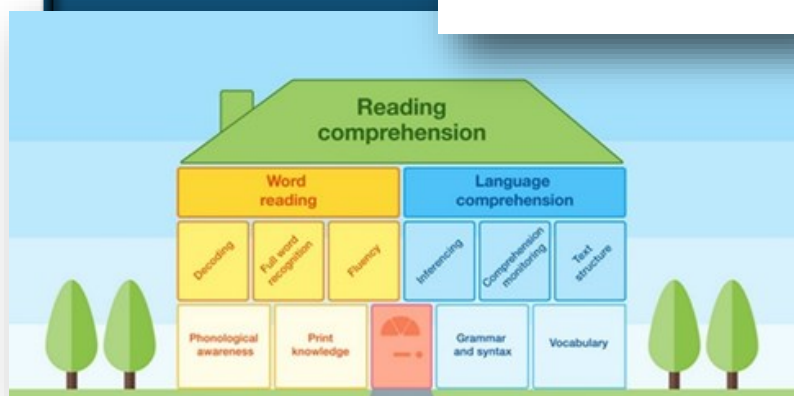 Reading
comprehension
Word
reading
Language
comprehension
Decoding
Full word
recognition
Fluency
Inferencing
Comprehension
monitoring
Text
structure
Phonological
awareness
Print
knowledge
Grammar
and syntax
Vocabulary